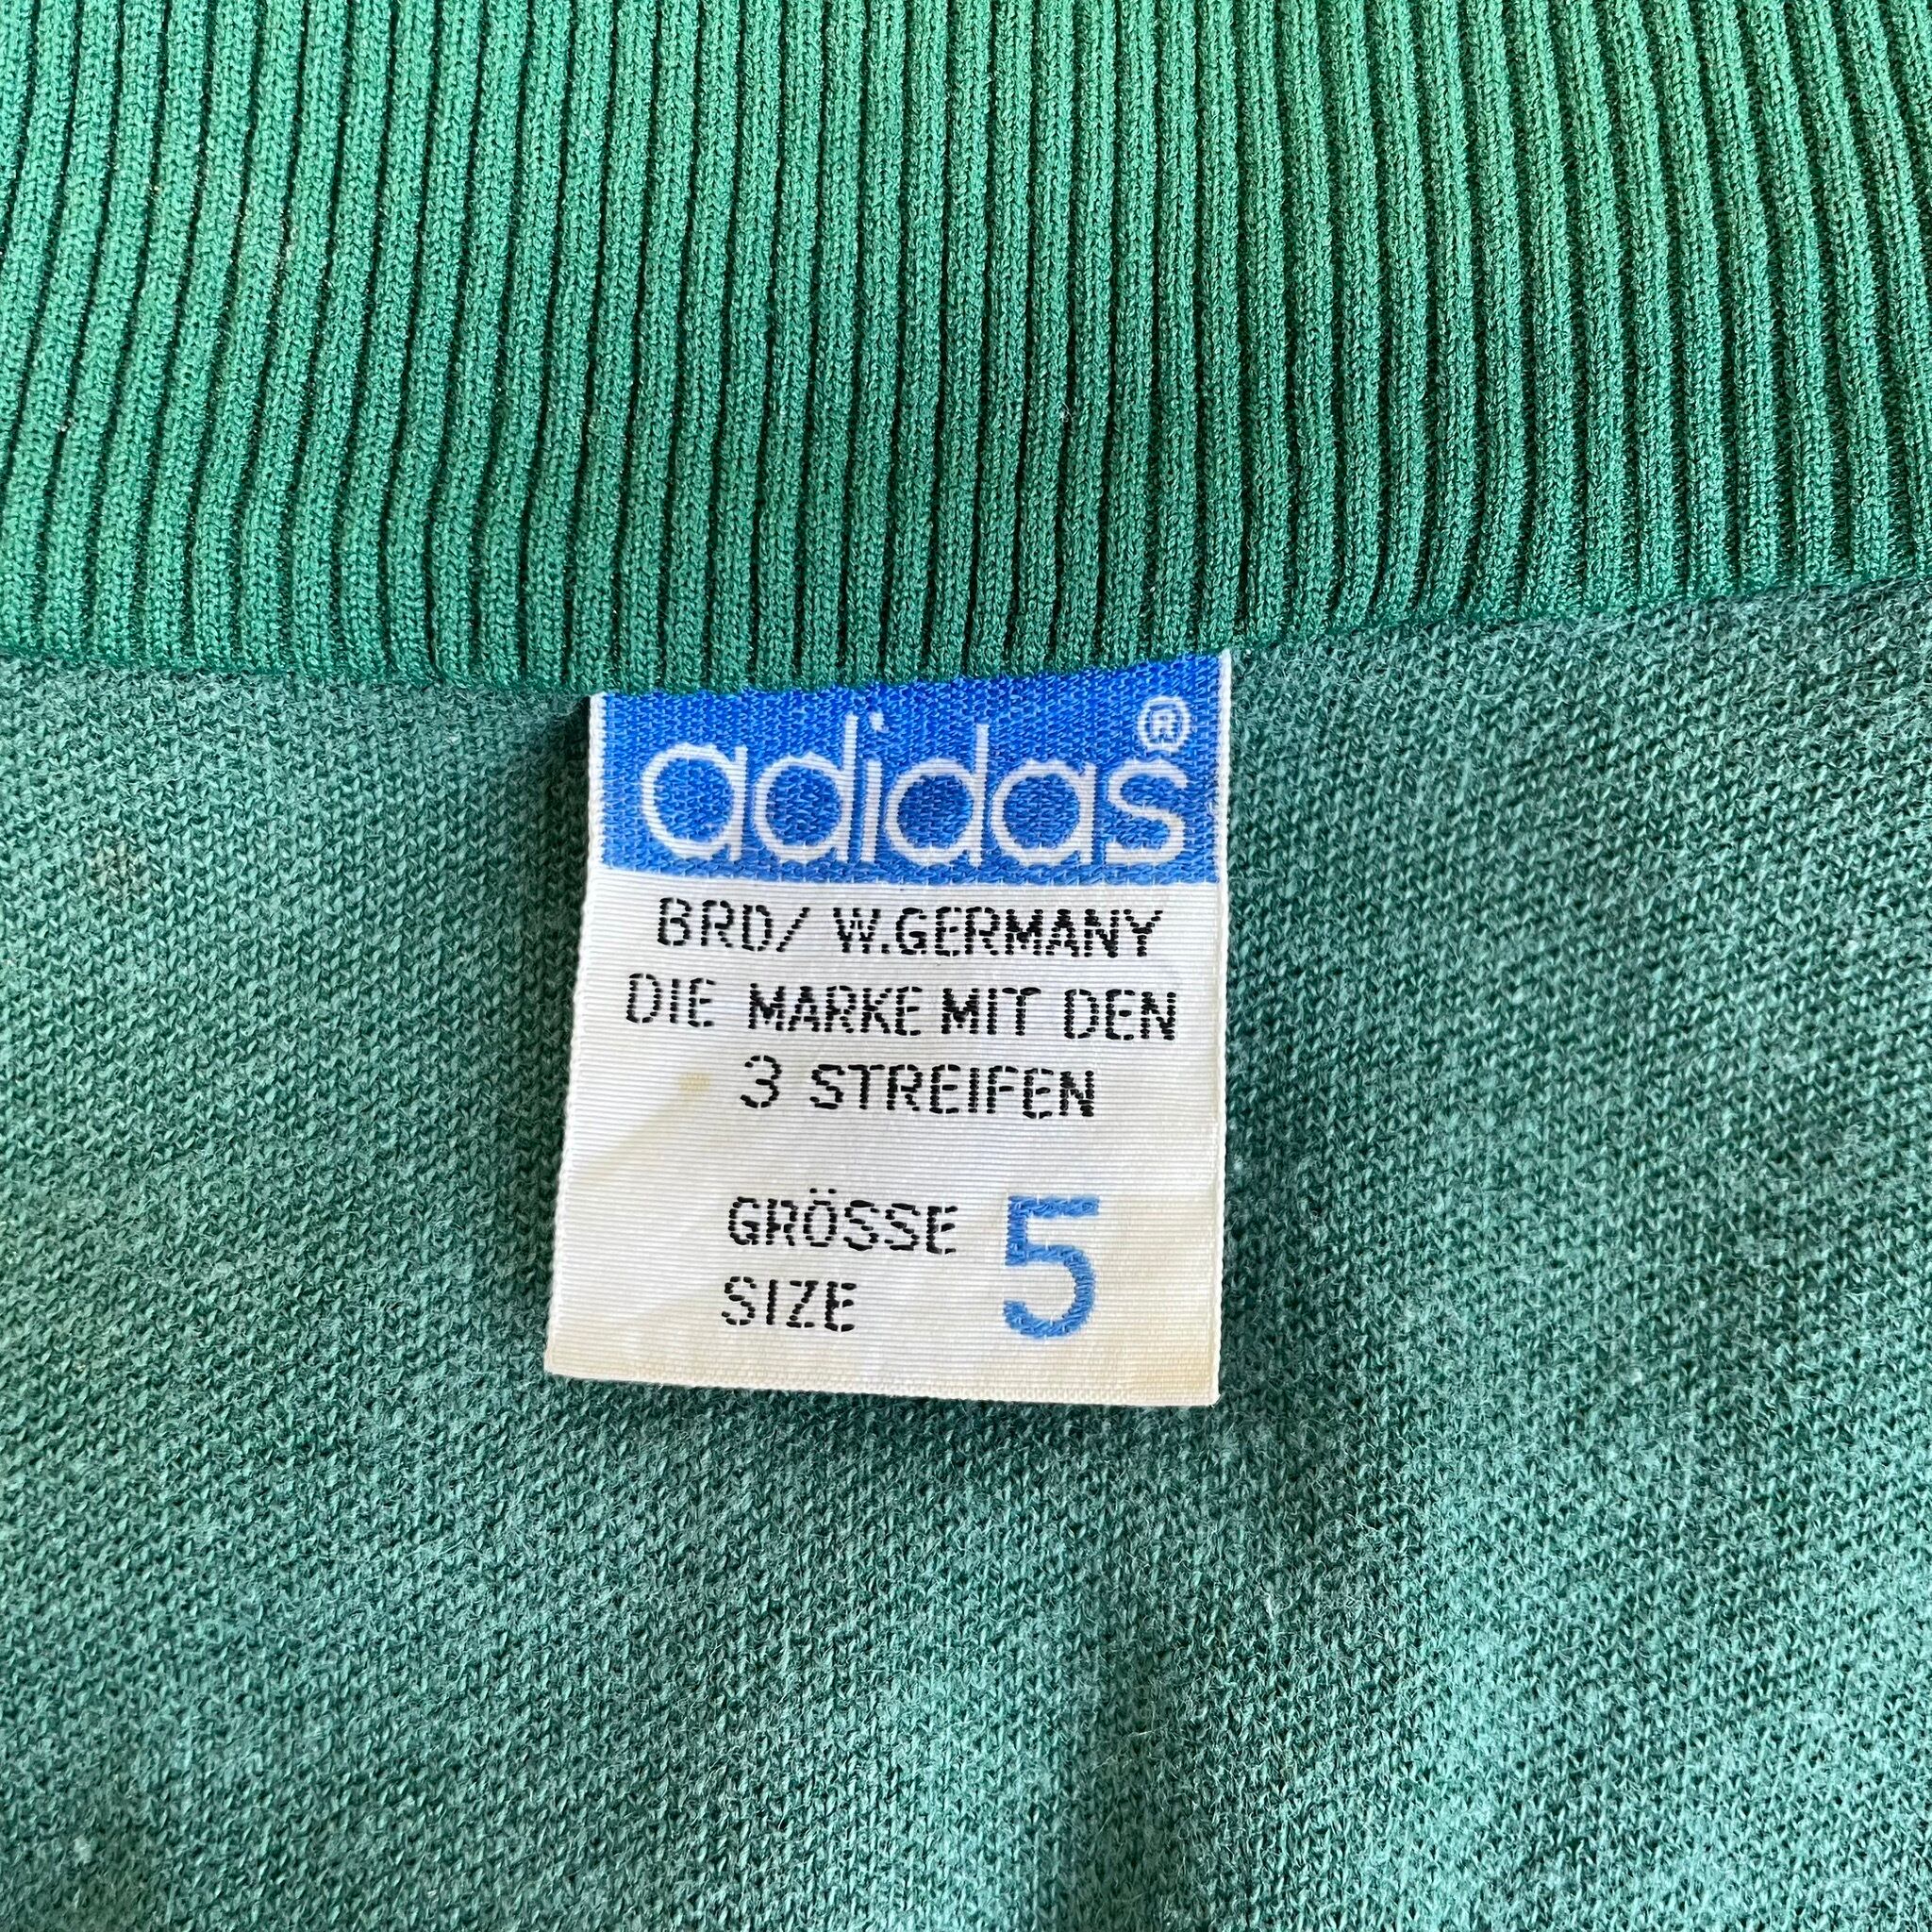 adidas®
BRD/ W.GERMANY
DIE MARKE MIT DEN
3 STREIFEN
GRÖSSE 5
SIZE